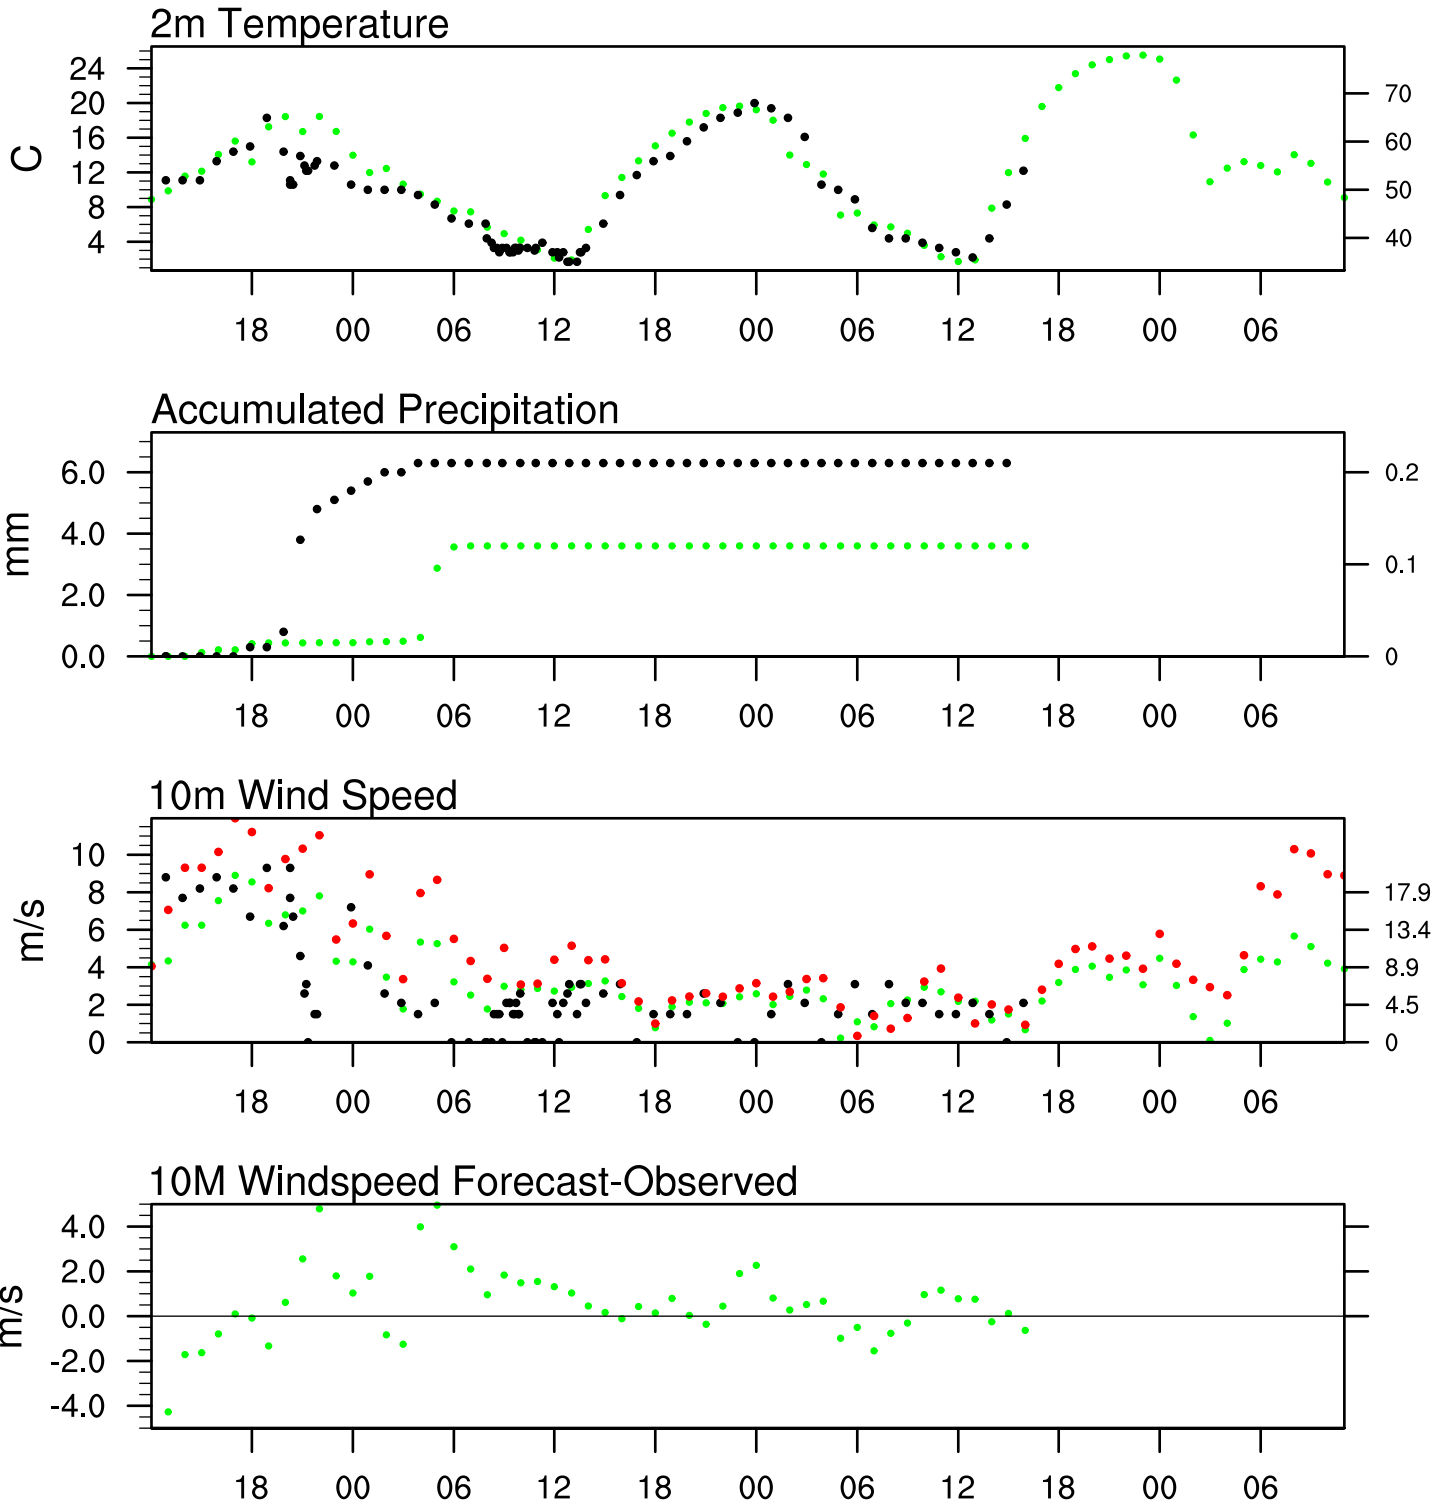 2m Temperature
24
20
16
12
8
4
C
70
60
50
40
18 00 06 12 18 00 06 12 18 00 06
Accumulated Precipitation
6.0
4.0
2.0
0.0
mm
0.2
0.1
0
18 00 06 12 18 00 06 12 18 00 06
10m Wind Speed
10
8
6
4
2
0
m/s
17.9
13.4
8.9
4.5
0
18 00 06 12 18 00 06 12 18 00 06
10M Windspeed Forecast-Observed
4.0
2.0
0.0
-2.0
-4.0
m/s
18 00 06 12 18 00 06 12 18 00 06